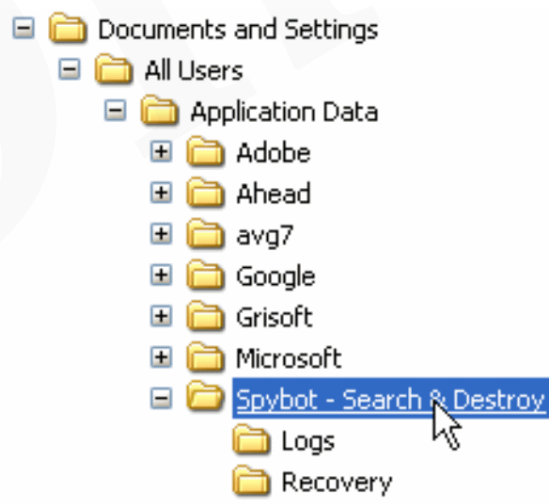 Documents and Settings
All Users
Application Data
Adobe
Ahead
avg7
Google
Grisoft
Microsoft
Spybot - Search & Destroy
Logs
Recovery